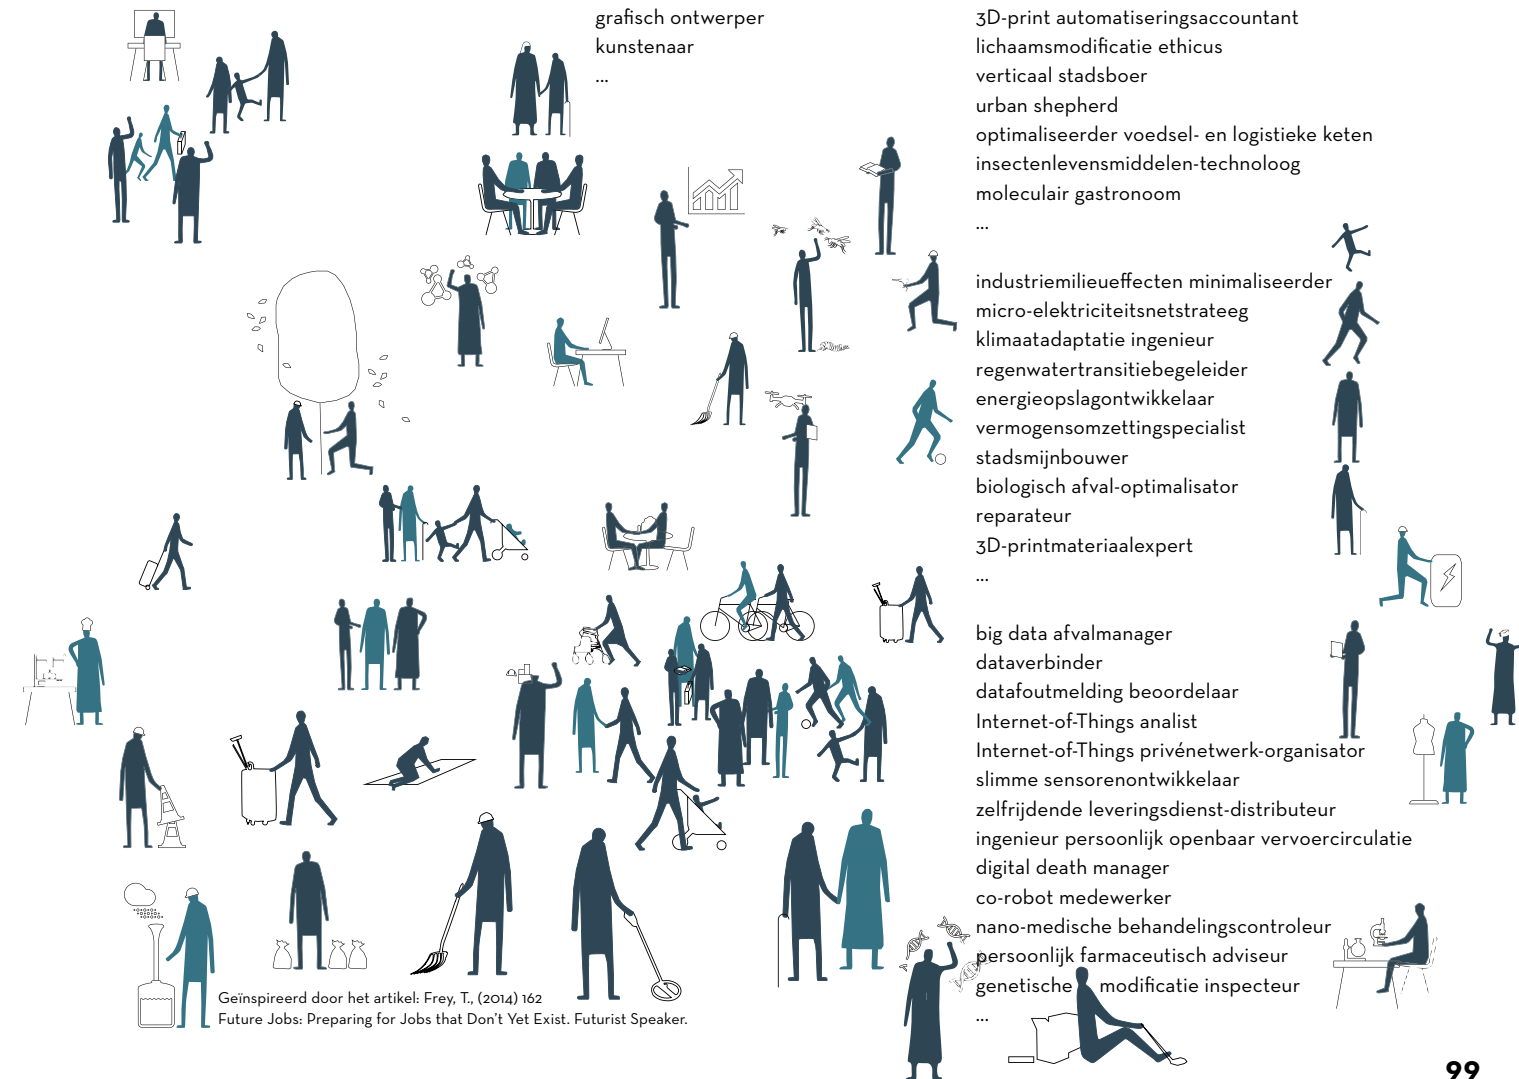 grafisch ontwerper
kunstenaar
...
3D-print automatiseringsaccountant
lichaamsmodificatie ethicus
verticaal stadsboer
urban shepherd
optimaliseerder voedsel- en logistieke keten
insectenlevensmiddelen-technoloog
moleculair gastronoom
...
industriemilieueffecten minimaliseerder
micro-elektriciteitsnetstrateeg
klimaatadaptatie ingenieur
regenwatertransitiebegeleider
energieopslagontwikkelaar
vermogensomzettingspecialist
stadsmijnbouwer
biologisch afval-optimalisator
reparateur
3D-printmateriaalexpert
...
big data afvalmanager
dataverbinder
datafoutmelding beoordelaar
Internet-of-Things analist
Internet-of-Things privénetwerk-organisator
slimme sensorenontwikkelaar
zelfrijdende leveringsdienst-distributeur
ingenieur persoonlijk openbaar vervoercirculatie
digital death manager
co-robot medewerker
nano-medische behandelingscontroleur
persoonlijk farmaceutisch adviseur
genetische modificatie inspecteur
...
Geïnspireerd door het artikel: Frey, T., (2014) 162
Future Jobs: Preparing for Jobs that Don't Yet Exist. Futurist Speaker.
99